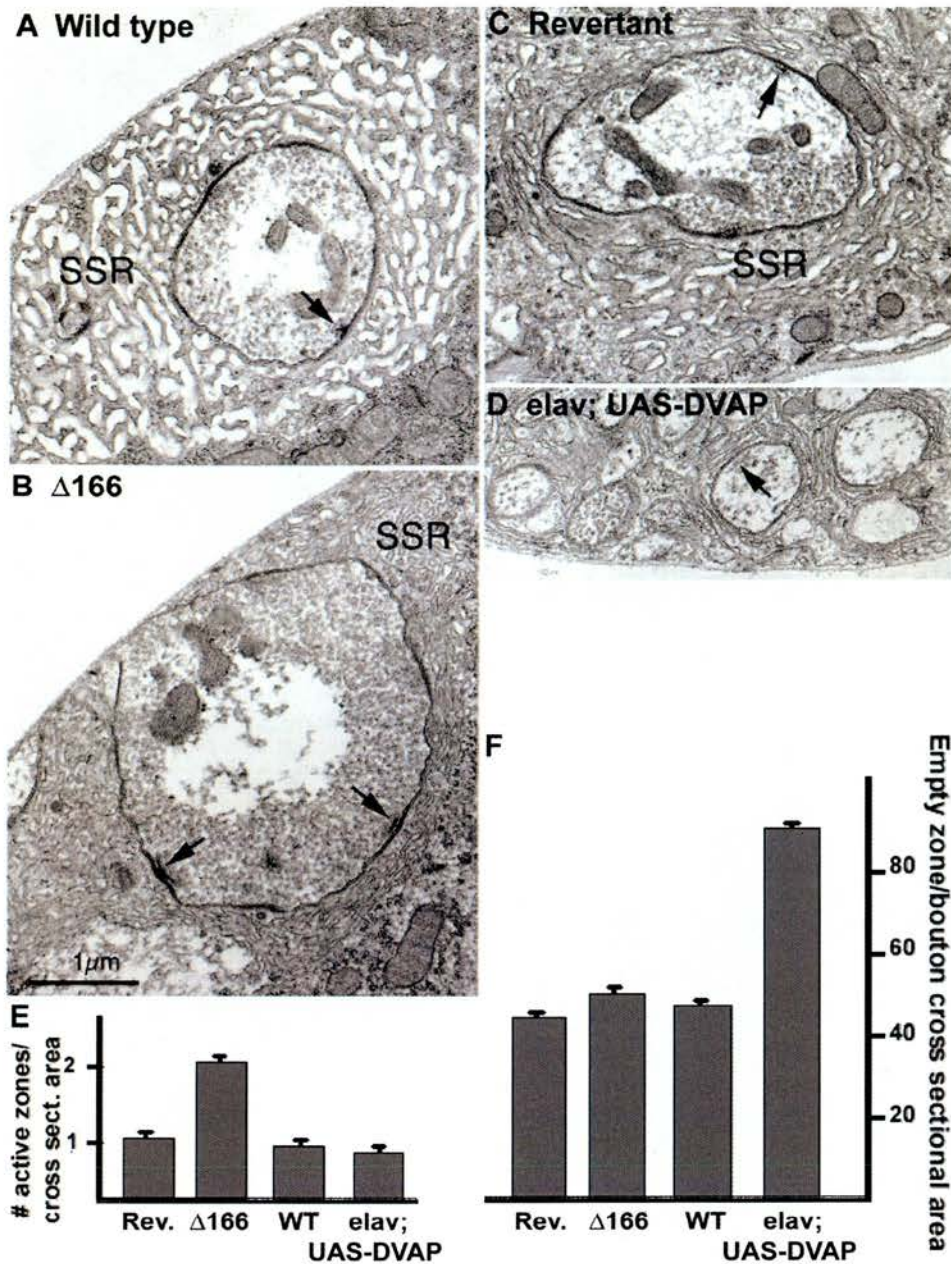 A Wild type
SSR
B Δ166
SSR
1μm
C Revertant
SSR
D elav; UAS-DVAP
E
# active zones/
cross sect. area
2
1
Rev. Δ166 WT elav;
UAS-DVAP
F
Empty zone/bouton cross sectional area
80
60
40
20
Rev. Δ166 WT elav;
UAS-DVAP